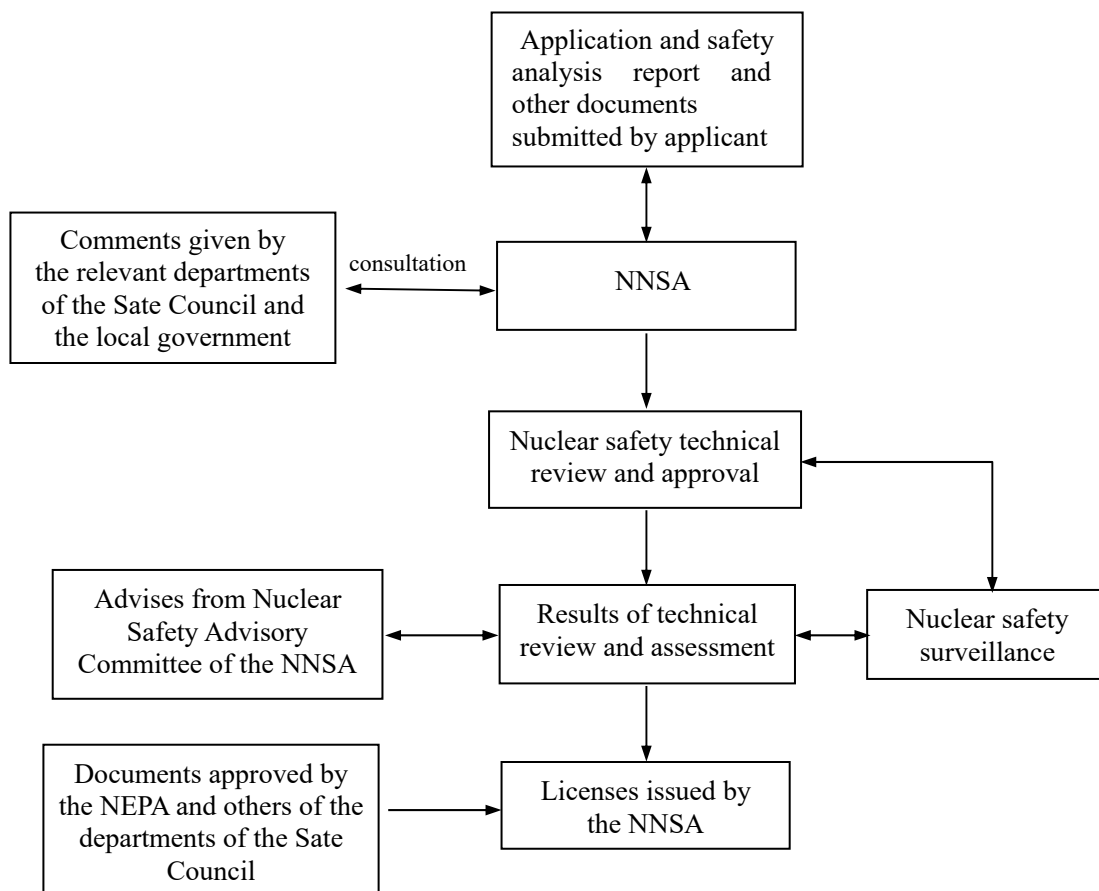 Application and safety
analysis report and
other documents
submitted by applicant
Comments given by
the relevant departments
of the Sate Council and
the local government
consultation
NNSA
Nuclear safety technical
review and approval
Advises from Nuclear
Safety Advisory
Committee of the NNSA
Results of technical
review and assessment
Nuclear safety
surveillance
Documents approved by
the NEPA and others of the
departments of the Sate
Council
Licenses issued by
the NNSA